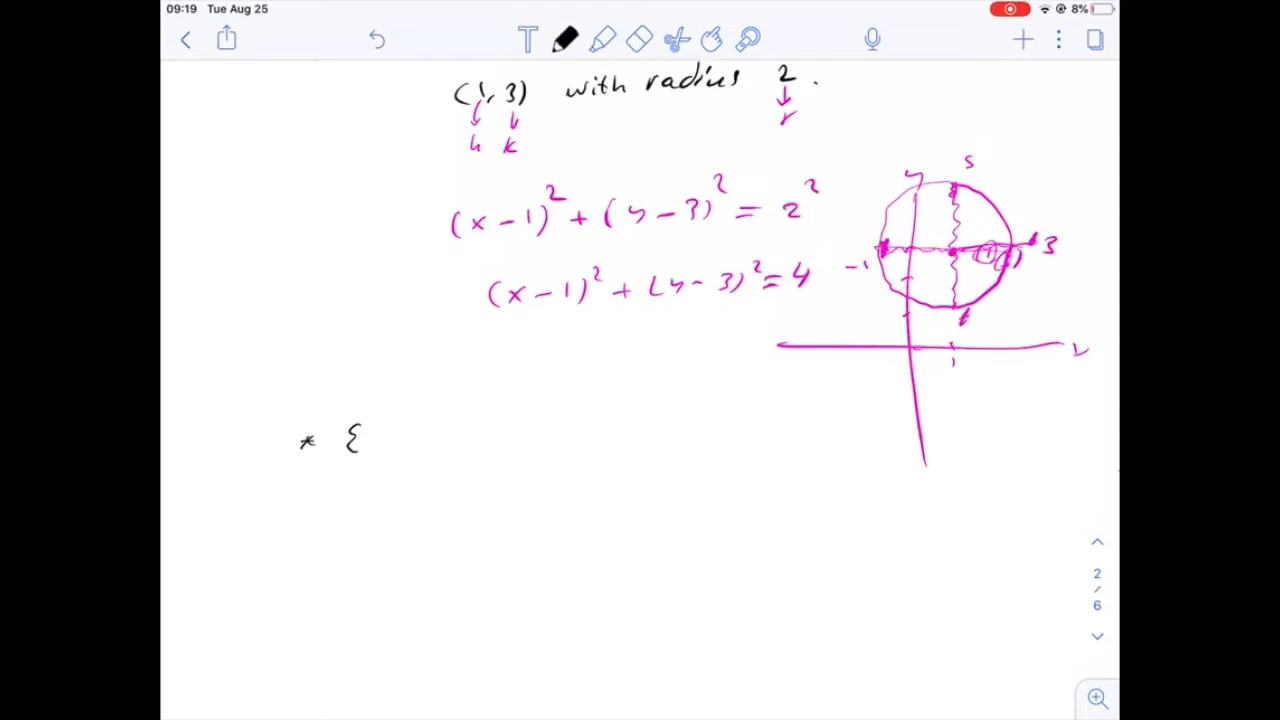 09:19 Tue Aug 25 8%
(1, 3) with radius 2.
h k r
(x - 1)² + (y - 3)² = 2²
(x - 1)² + (y - 3)² = 4
y 5
3
-1
1
x
1
* {
2
/
6